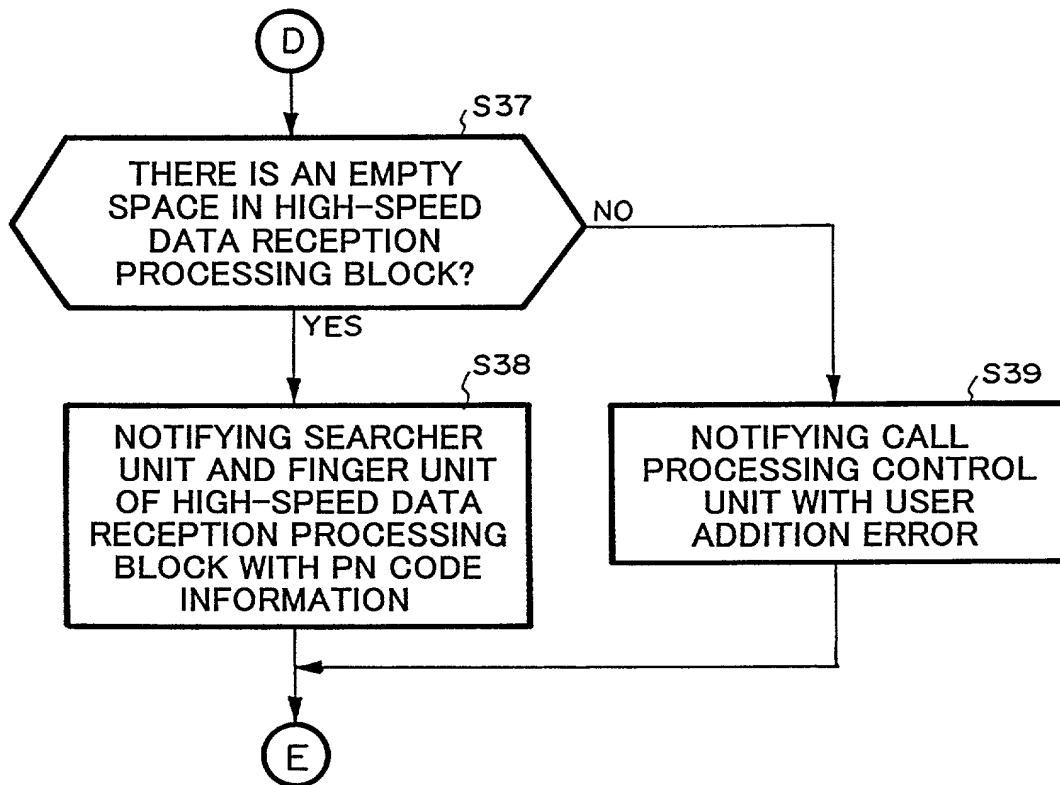 D
S37
THERE IS AN EMPTY
SPACE IN HIGH-SPEED
DATA RECEPTION
PROCESSING BLOCK?
NO
YES
S38
NOTIFYING SEARCHER
UNIT AND FINGER UNIT
OF HIGH-SPEED DATA
RECEPTION PROCESSING
BLOCK WITH PN CODE
INFORMATION
S39
NOTIFYING CALL
PROCESSING CONTROL
UNIT WITH USER
ADDITION ERROR
E